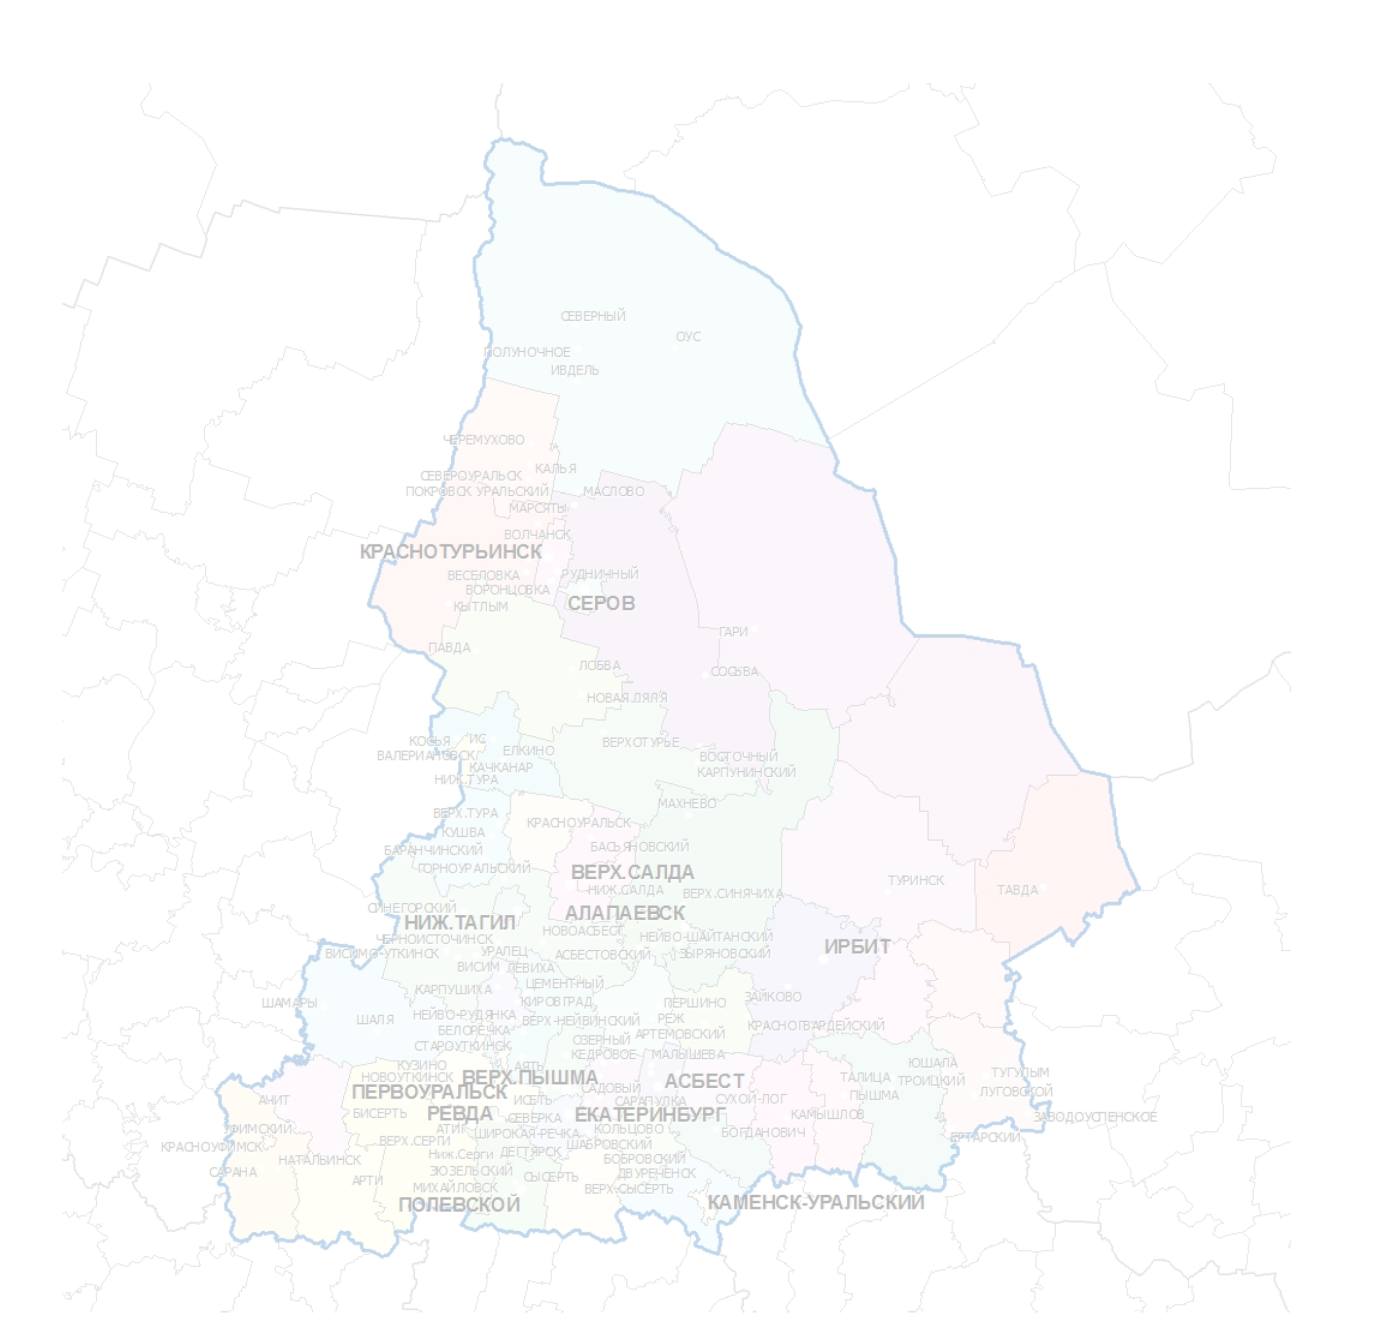 СЕВЕРНЫЙ
ОУС
ПОЛУНОЧНОЕ
ИВДЕЛЬ
ЧЕРЕМУХОВО
КАЛЬЯ
СЕВЕРОУРАЛЬСК
ПОКРОВСК УРАЛЬСКИЙ
МАСЛОВО
МАРСЯТЫ
ВОЛЧАНСК
КРАСНОТУРЬИНСК
ВЕСЕЛОВКА
РУДНИЧНЫЙ
ВОРОНЦОВКА
СЕРОВ
КЫТЛЫМ
ГАРИ
ПАВДА
ЛОБВА
СОСЬВА
НОВАЯ ЛЯЛЯ
КОСЬЯ
ИС
ВЕРХОТУРЬЕ
ВАЛЕРИАНОВСК
ЕЛКИНО
ВОСТОЧНЫЙ
КАЧКАНАР
КАРПУНИНСКИЙ
НИЖ.ТУРА
МАХНЕВО
ВЕРХ.ТУРА
КРАСНОУРАЛЬСК
КУШВА
БАРАНЧИНСКИЙ
БАСЬЯНОВСКИЙ
ГОРНОУРАЛЬСКИЙ
ВЕРХ.САЛДА
ТУРИНСК
НИЖ.САЛДА
ВЕРХ.СИНЯЧИХА
ТАВДА
СИНЕГОРСКИЙ
АЛАПАЕВСК
НИЖ.ТАГИЛ
НОВОАСБЕСТ
ЧЕРНОИСТОЧИНСК
НЕЙВО-ШАЙТАНСКИЙ
ИРБИТ
ВИСИМО-УТКИНСК
УРАЛЕЦ
АСБЕСТОВСКИЙ
ЗЫРЯНОВСКИЙ
ВИСИМ
ЛЕВИХА
ЦЕМЕНТНЫЙ
КАРПУШИХА
ЗАЙКОВО
ШАМАРЫ
КИРОВГРАД
ПЕРШИНО
НЕЙВО-РУДЯНКА
ШАЛЯ
ВЕРХ-НЕЙВИНСКИЙ
РЕЖ
КРАСНОГВАРДЕЙСКИЙ
БЕЛОРЕЧКА
АРТЕМОВСКИЙ
СТАРОУТКИНСК
ОЗЕРНЫЙ
КЕДРОВОЕ
МАЛЫШЕВА
КУЗИНО
АЯТЬ
ЮШАЛА
НОВОУТКИНСК
ВЕРХ.ПЫШМА
АСБЕСТ
ТАЛИЦА
ТРОИЦКИЙ
ТУГУЛЫМ
ПЕРВОУРАЛЬСК
САДОВЫЙ
ПЫШМА
ЛУГОВСКОЙ
АЧИТ
ИСЕТЬ
САРАПУЛКА
СУХОЙ-ЛОГ
БИСЕРТЬ
РЕВДА
СЕВЕРКА
ЕКАТЕРИНБУРГ
КАМЫШЛОВ
ЗАБОДОУСПЕНСКОЕ
УФИМСКИЙ
АТИГ
ШИРОКАЯ-РЕЧКА
КОЛЬЦОВО
БОГДАНОВИЧ
ЕРТАРСКИЙ
КРАСНОУФИМСК
ВЕРХ.СЕРГИ
ШАБРОВСКИЙ
Ниж.Серги
ДЕГТЯРСК
НАТАЛЬИНСК
БОБРОВСКИЙ
САРАНА
ЗЮЗЕЛЬСКИЙ
СЫСЕРТЬ
ДВУРЕЧЕНСК
АРТИ
МИХАЙЛОВСК
ВЕРХ-СЫСЕРТЬ
ПОЛЕВСКОЙ
КАМЕНСК-УРАЛЬСКИЙ